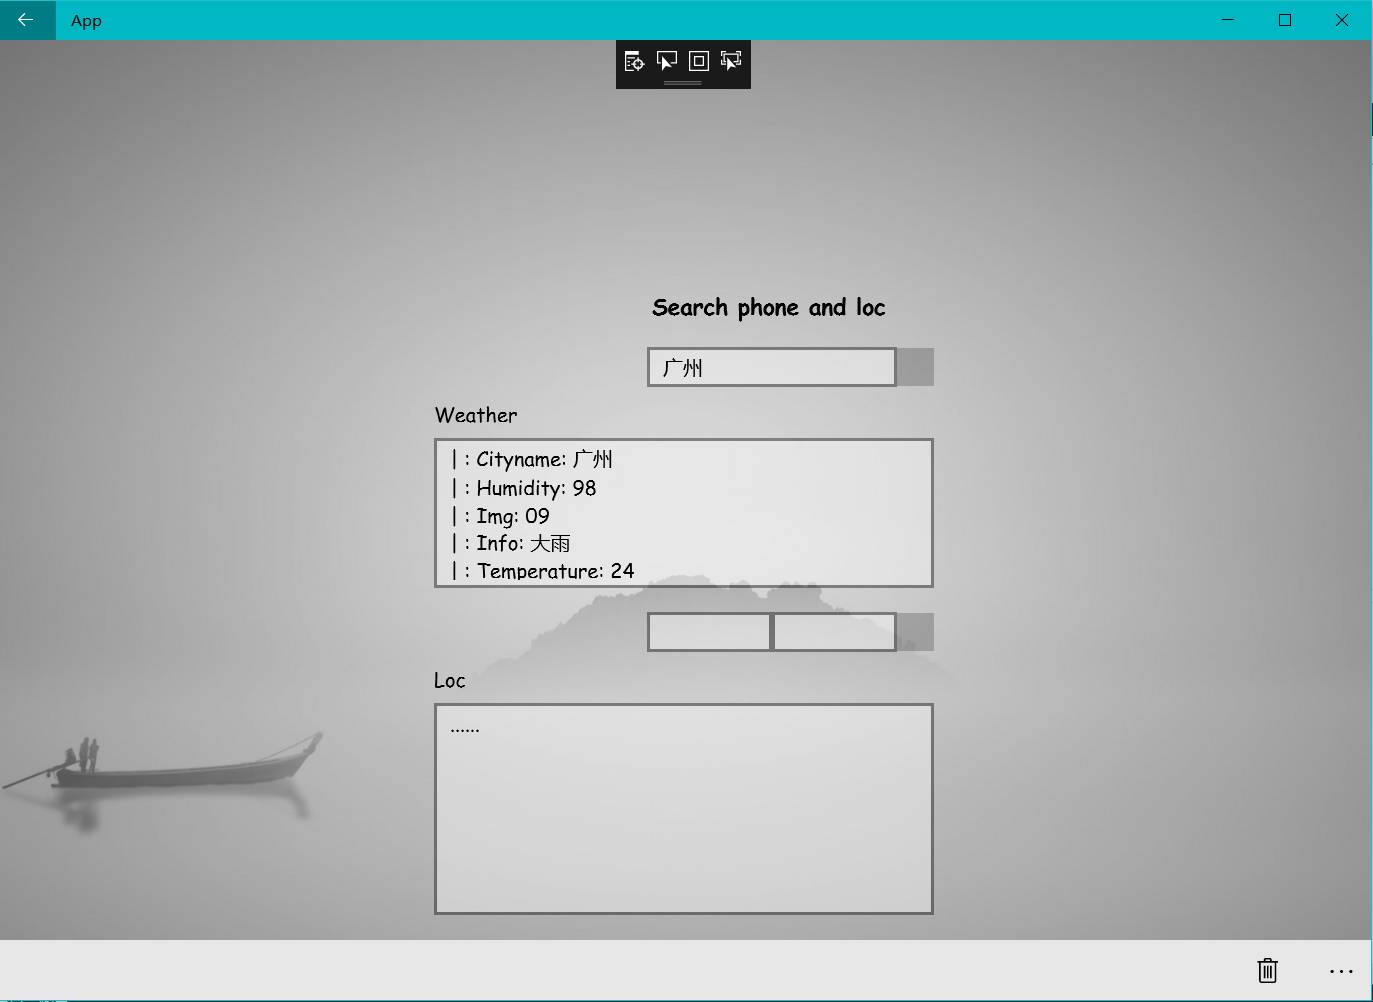 App
Search phone and loc
广州
Weather
| : Cityname: 广州
| : Humidity: 98
| : Img: 09
| : Info: 大雨
| : Temperature: 24
Loc
......